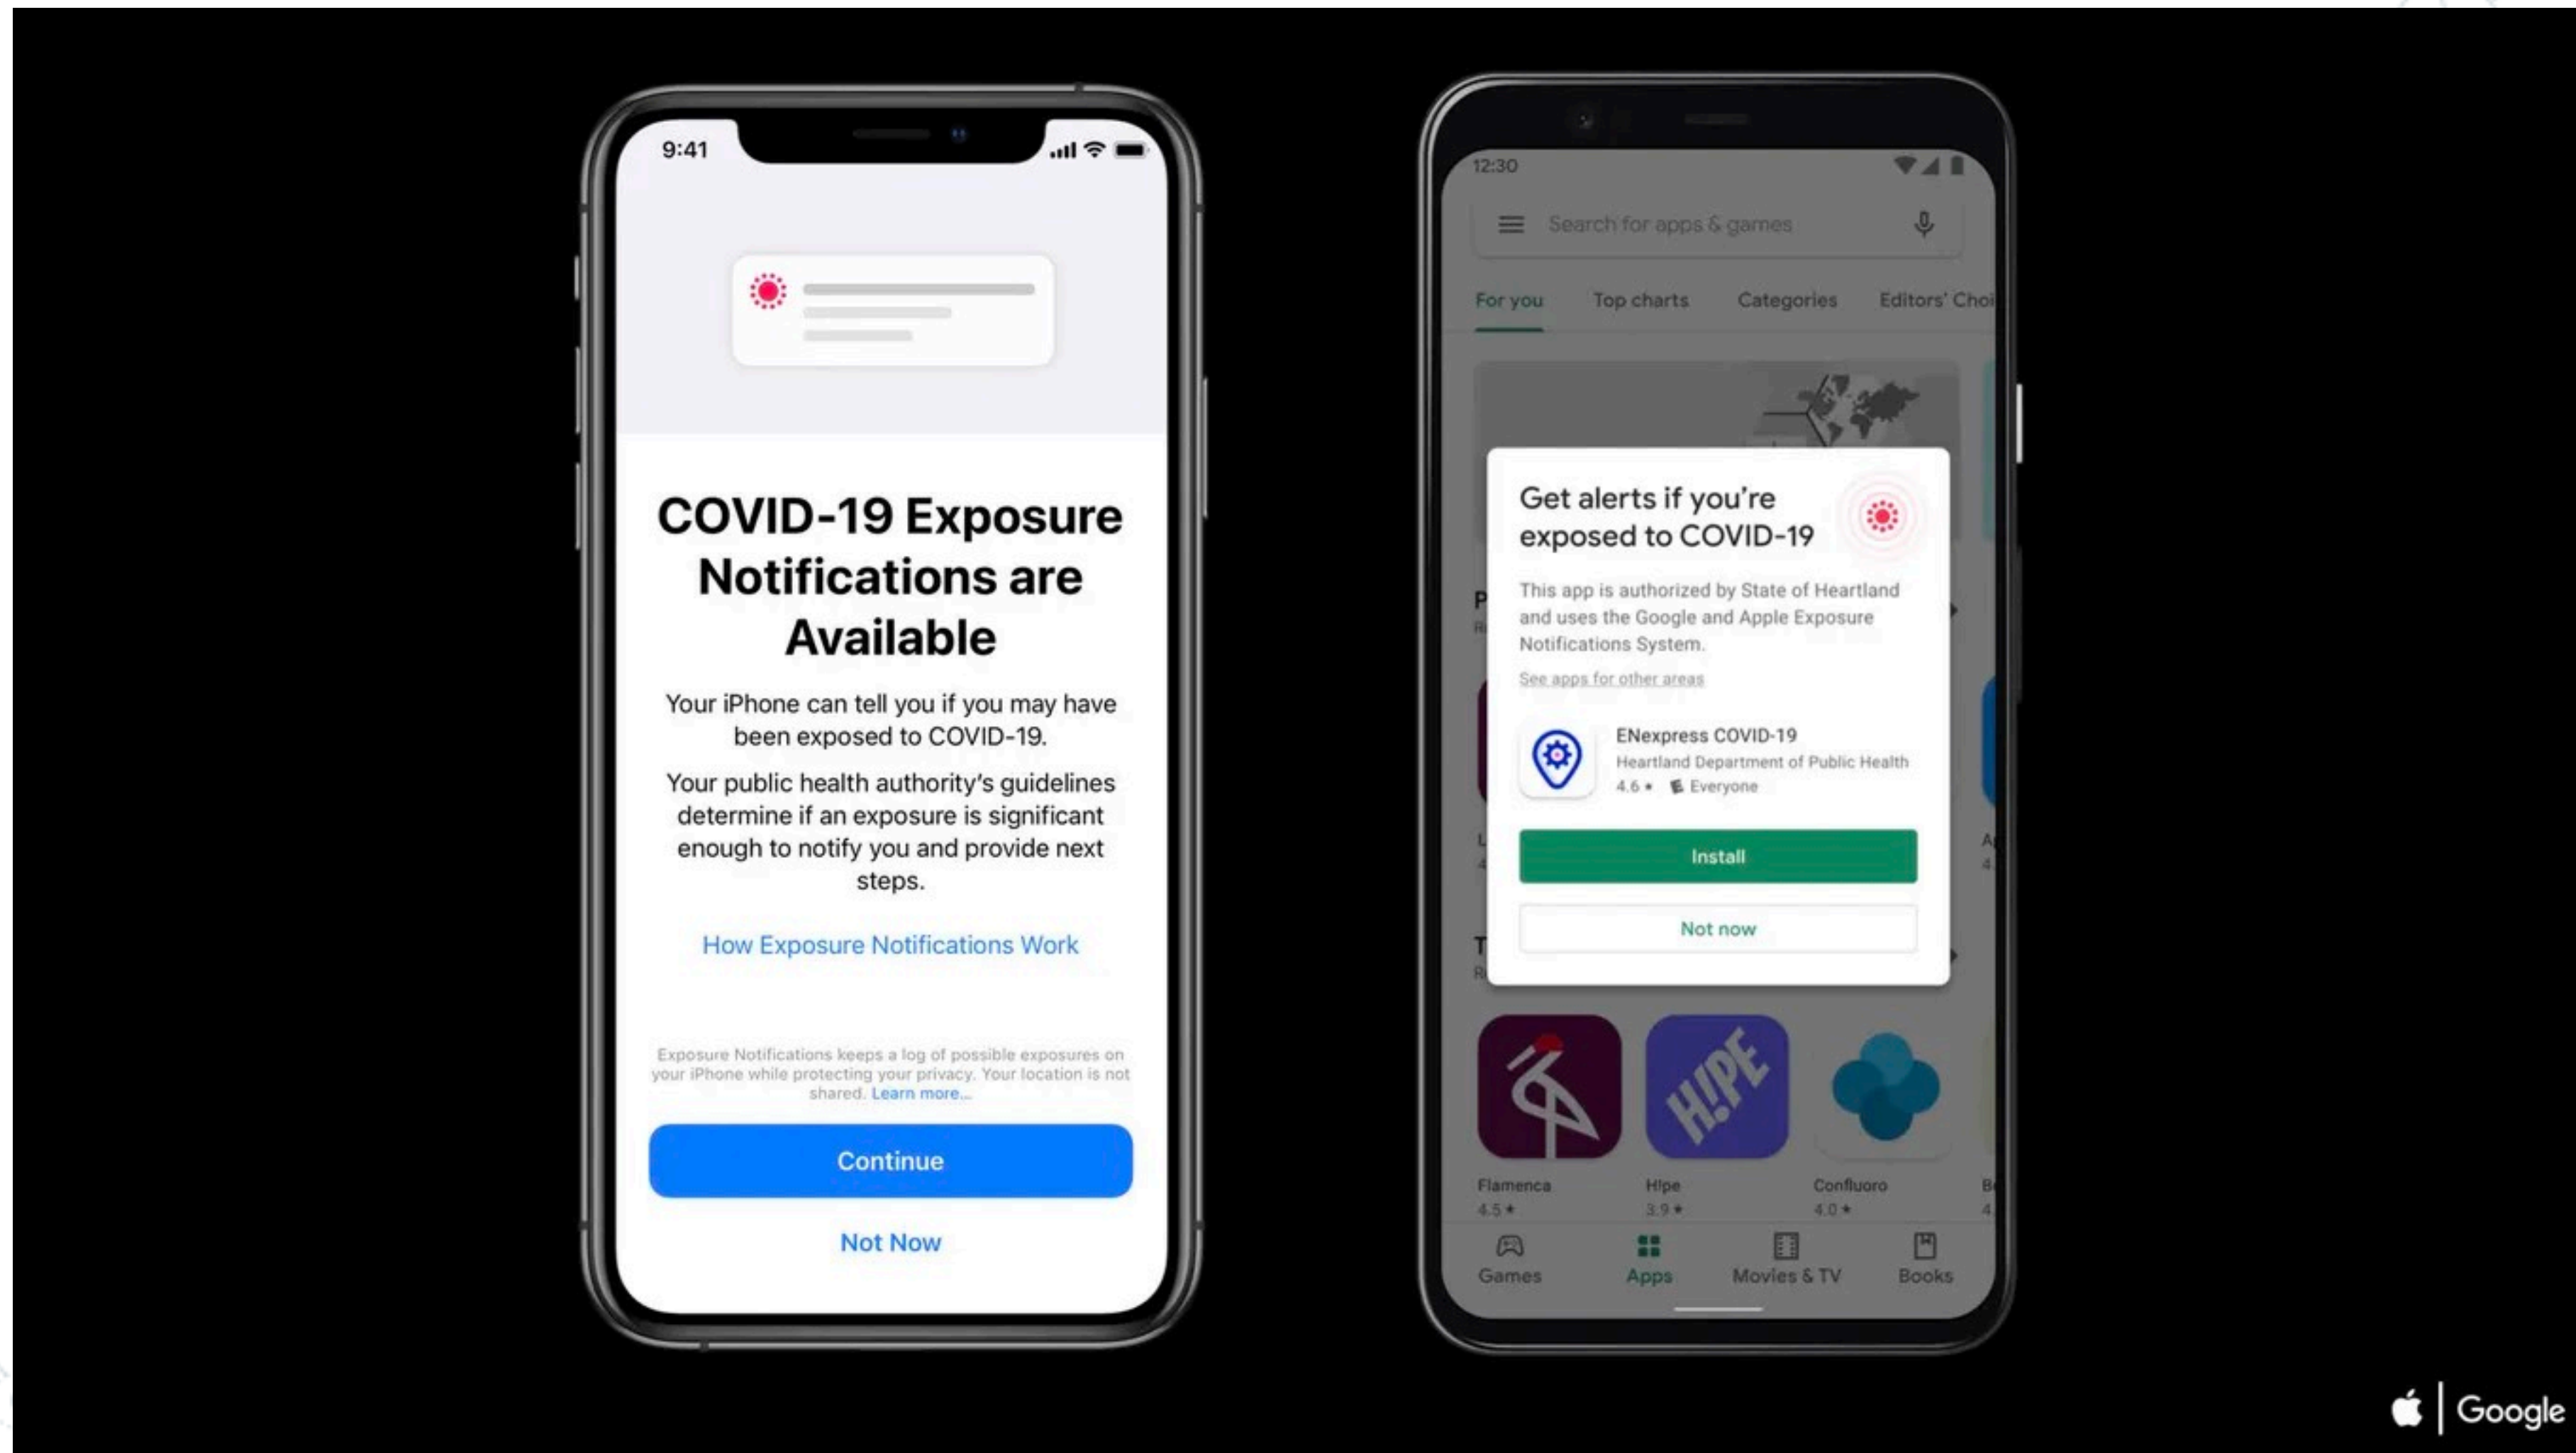 9:41
COVID-19 Exposure
Notifications are
Available
Your iPhone can tell you if you may have
been exposed to COVID-19.
Your public health authority's guidelines
determine if an exposure is significant
enough to notify you and provide next
steps.
How Exposure Notifications Work
Exposure Notifications keeps a log of possible exposures on
your iPhone while protecting your privacy. Your location is not
shared. Learn more...
Continue
Not Now
12:30
Search for apps & games
For you Top charts Categories Editors' Choi
Get alerts if you're
exposed to COVID-19
This app is authorized by State of Heartland
and uses the Google and Apple Exposure
Notifications System.
See apps for other areas
ENexpress COVID-19
Heartland Department of Public Health
4.6 ★ E Everyone
Install
Not now
H!PE
Flamenca H!pe Confluoro
4.5 ★ 3.9 ★ 4.0 ★
Games Apps Movies & TV Books
Google